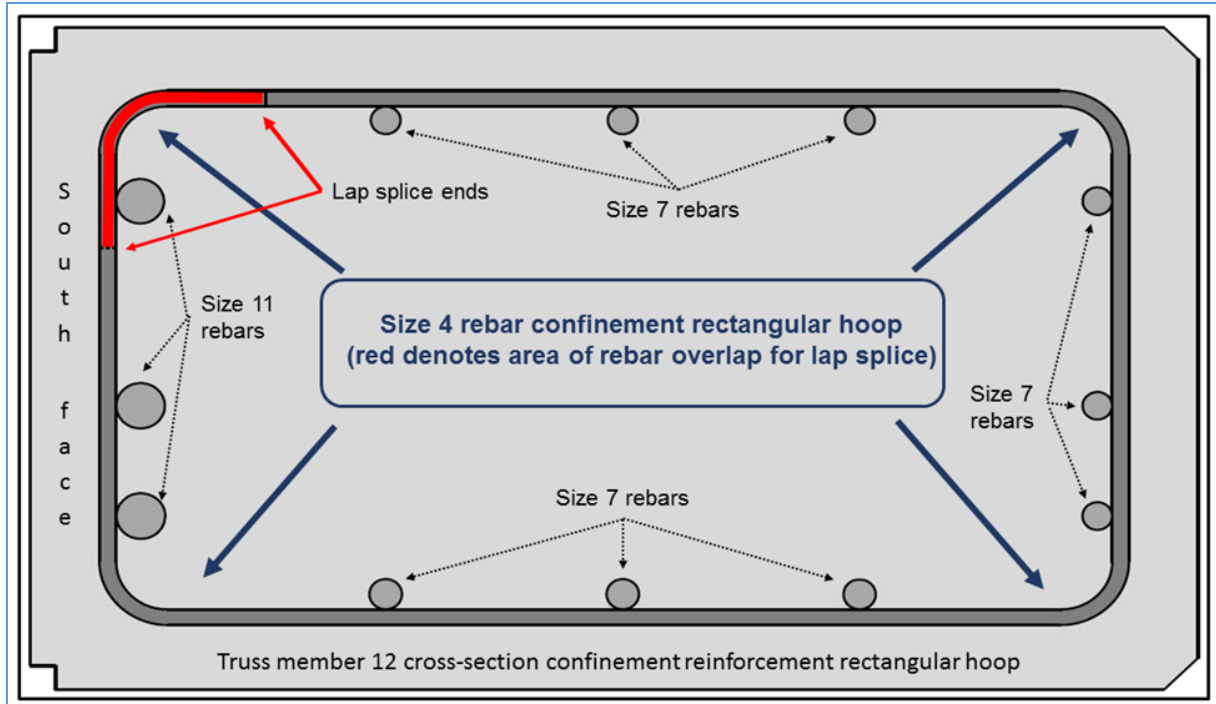 Lap splice ends
Size 7 rebars
South face
Size 11
rebars
Size 4 rebar confinement rectangular hoop
(red denotes area of rebar overlap for lap splice)
Size 7
rebars
Size 7 rebars
Truss member 12 cross-section confinement reinforcement rectangular hoop